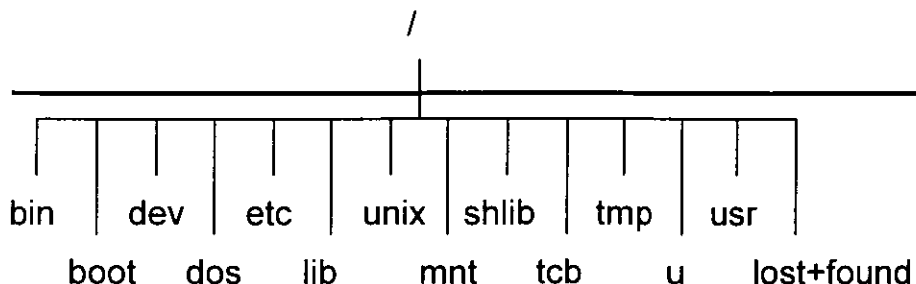 /
bin dev etc unix shlib tmp usr
boot dos lib mnt tcb u lost+found